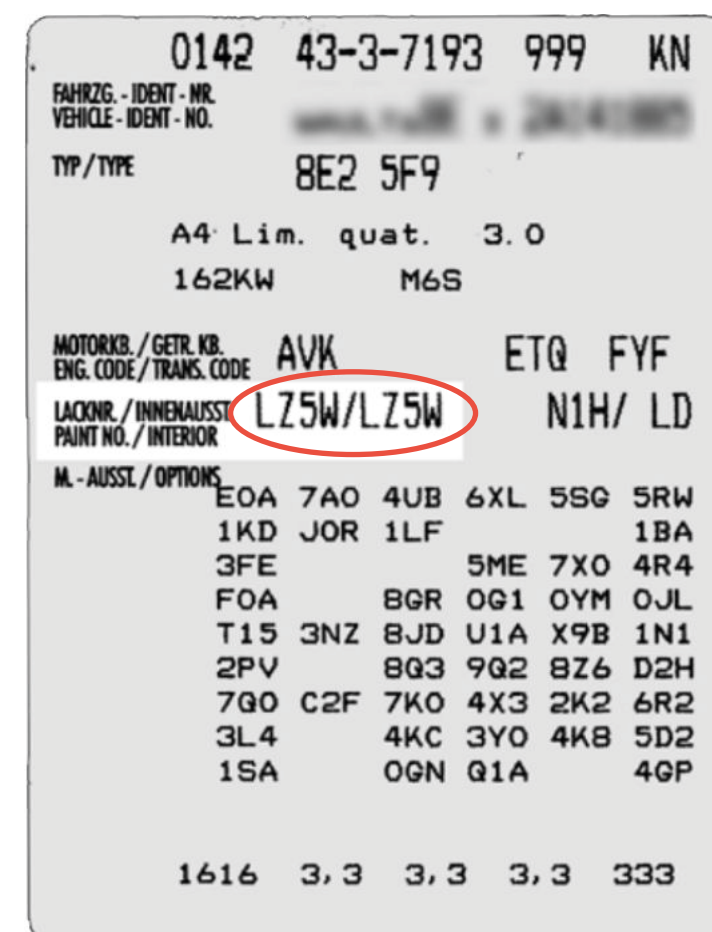 0142 43-3-7193 999 KN
FAHRZG. - IDENT - NR.
VEHICLE - IDENT - NO.
TYP / TYPE 8E2 5F9
A4 Lim. quat. 3.0
162KW M6S
MOTORKB. / GETR. KB.
ENG. CODE / TRANS. CODE AVK ETQ FYF
LACKNR. / INNENAUSST.
PAINT NO. / INTERIOR LZ5W/LZ5W N1H/ LD
M. - AUSST. / OPTIONS
E0A 7A0 4UB 6XL 5SG 5RW
1KD J0R 1LF 1BA
3FE 5ME 7X0 4R4
F0A 8GR 0G1 0YM 0JL
T15 3NZ 8JD U1A X9B 1N1
2PV 8Q3 9Q2 8Z6 D2H
7Q0 C2F 7K0 4X3 2K2 6R2
3L4 4KC 3Y0 4K8 5D2
1SA 0GN Q1A 4GP
1616 3,3 3,3 3,3 333